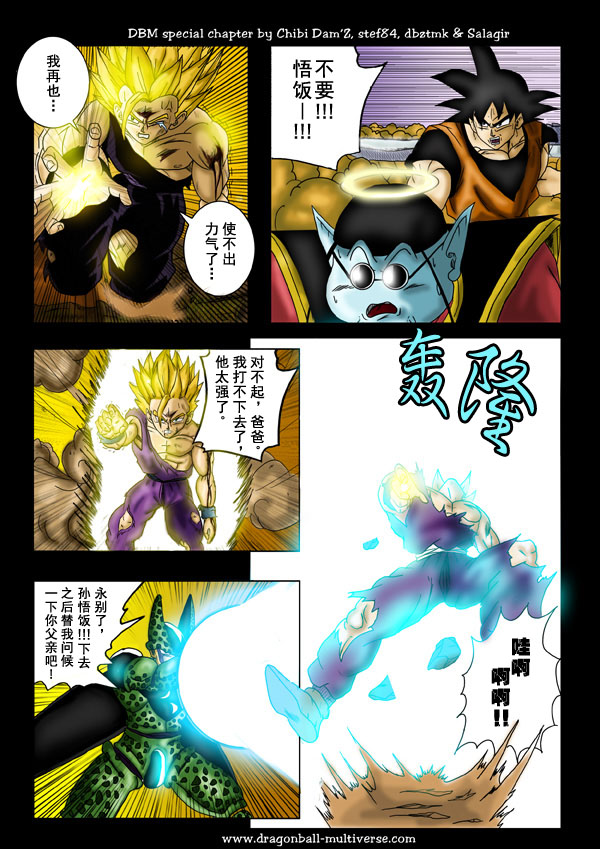 DBM special chapter by Chibi Dam'Z, stef84, dbztmk & Salagir
我再也…
使不出
力气了…
不要!!!
悟饭—!!!
对不起，爸爸。
我打不下去了，
他太强了。
轰隆
哇啊
啊啊!!
永别了，
孙悟饭!!!下去
之后替我问候
一下你父亲吧！
www.dragonball-multiverse.com